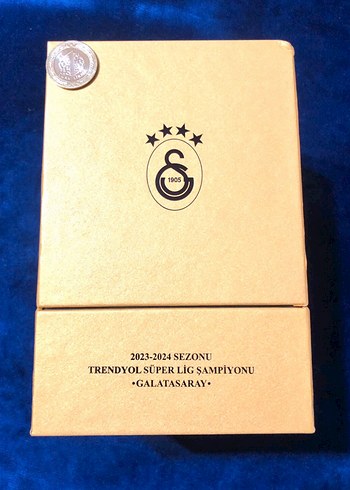 1905
2023-2024 SEZONU
TRENDYOL SÜPER LİG ŞAMPİYONU
•GALATASARAY•